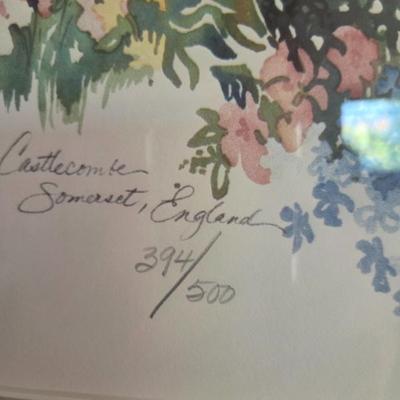 Castlecombe
Somerset, England
394/500